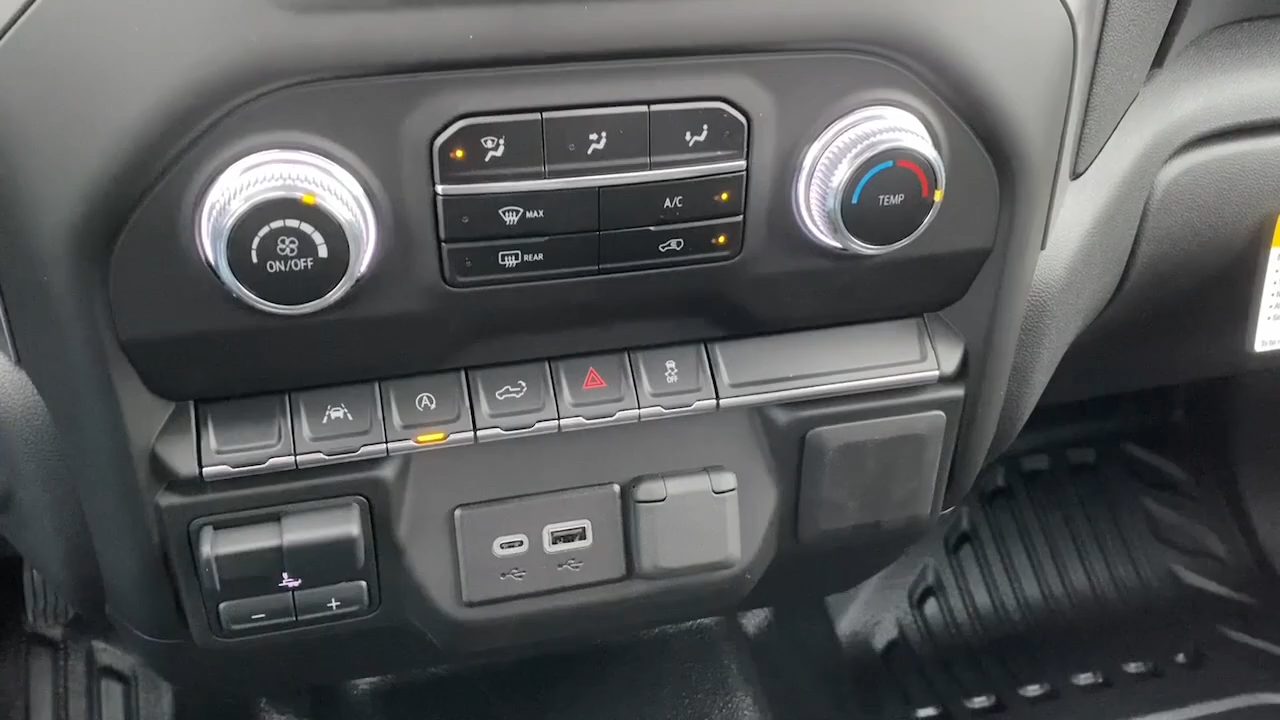 MAX
A/C
TEMP
ON/OFF
REAR
A
OFF
−
+